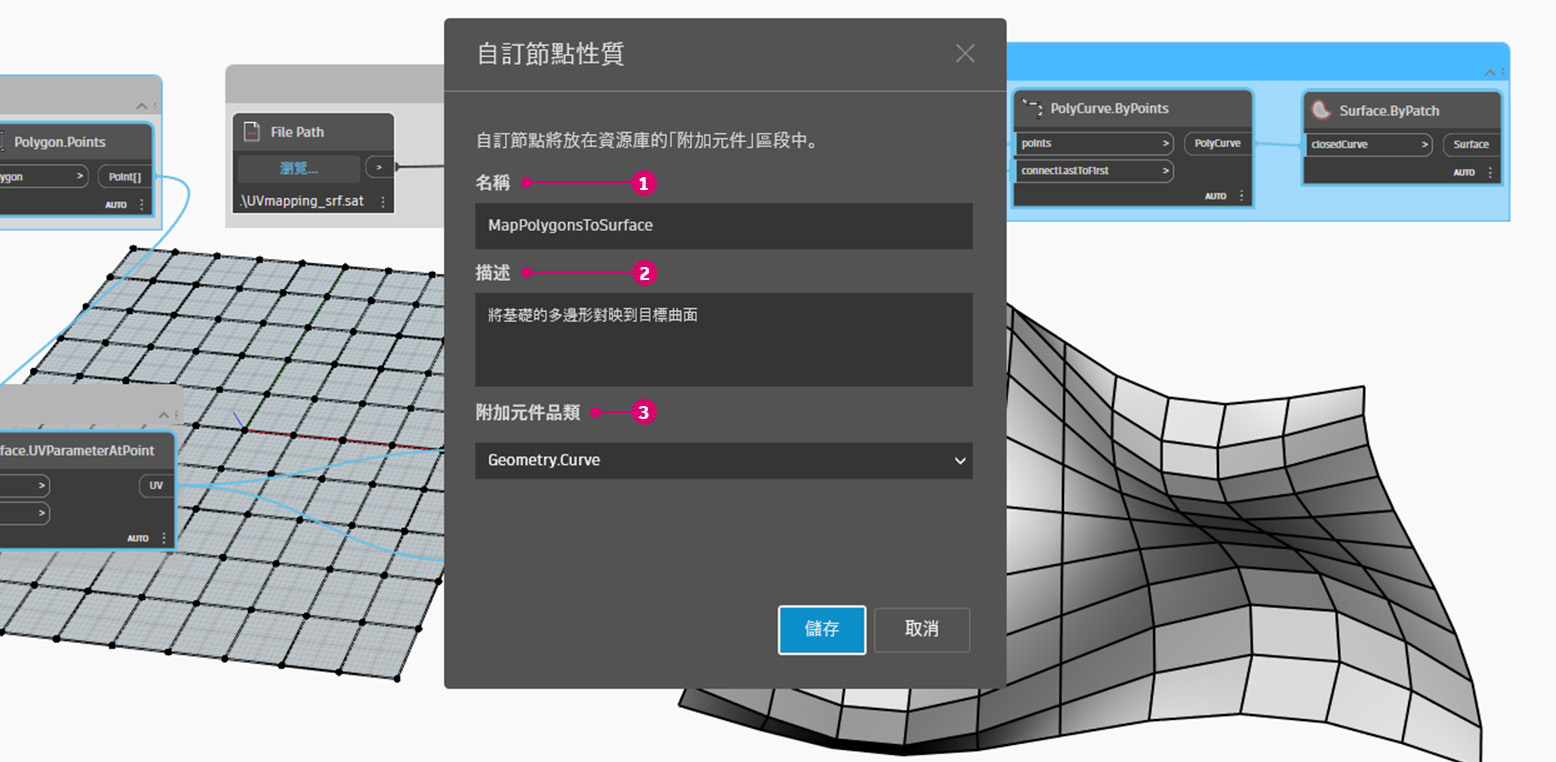 自訂節點性質
自訂節點將放在資源庫的「附加元件」區段中。
名稱
1
MapPolygonsToSurface
描述
2
將基礎的多邊形對映到目標曲面
附加元件品類
3
Geometry.Curve
儲存
取消
Polygon.Points
ygon >
Point[]
AUTO
File Path
瀏覽...
>
.\UVmapping_srf.sat
face.UVParameterAtPoint
>
UV
>
AUTO
PolyCurve.ByPoints
points >
PolyCurve
connectLastToFirst >
AUTO
Surface.ByPatch
closedCurve >
Surface
AUTO